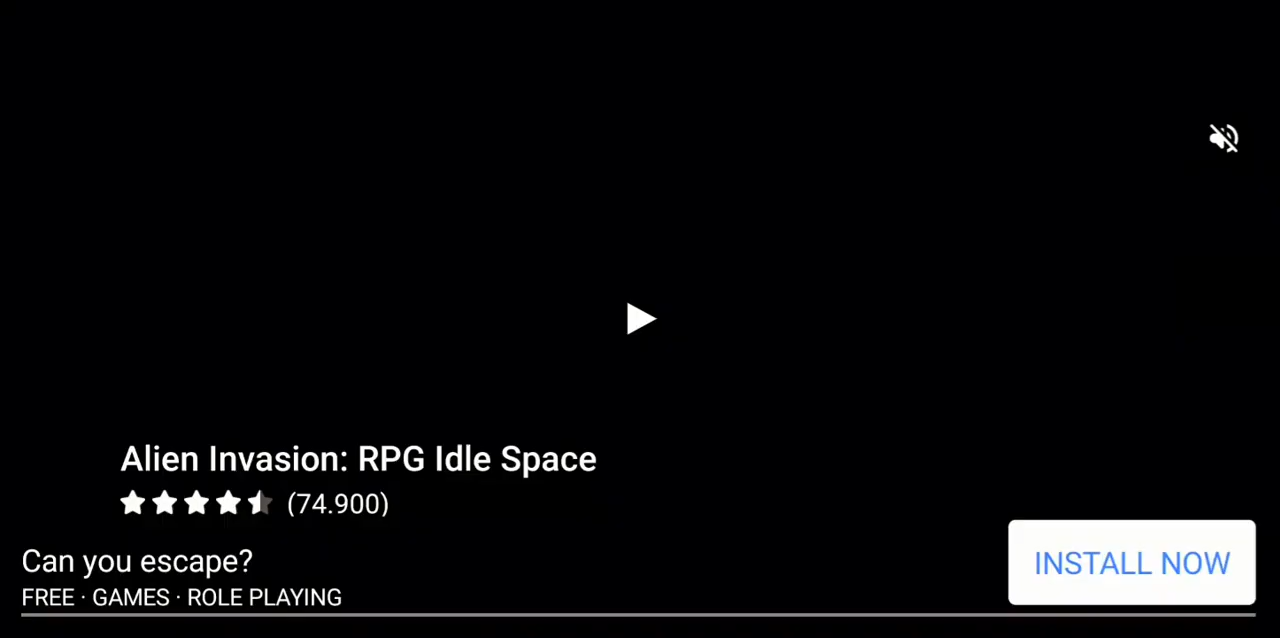 Alien Invasion: RPG Idle Space
(74.900)
Can you escape?
INSTALL NOW
FREE · GAMES · ROLE PLAYING